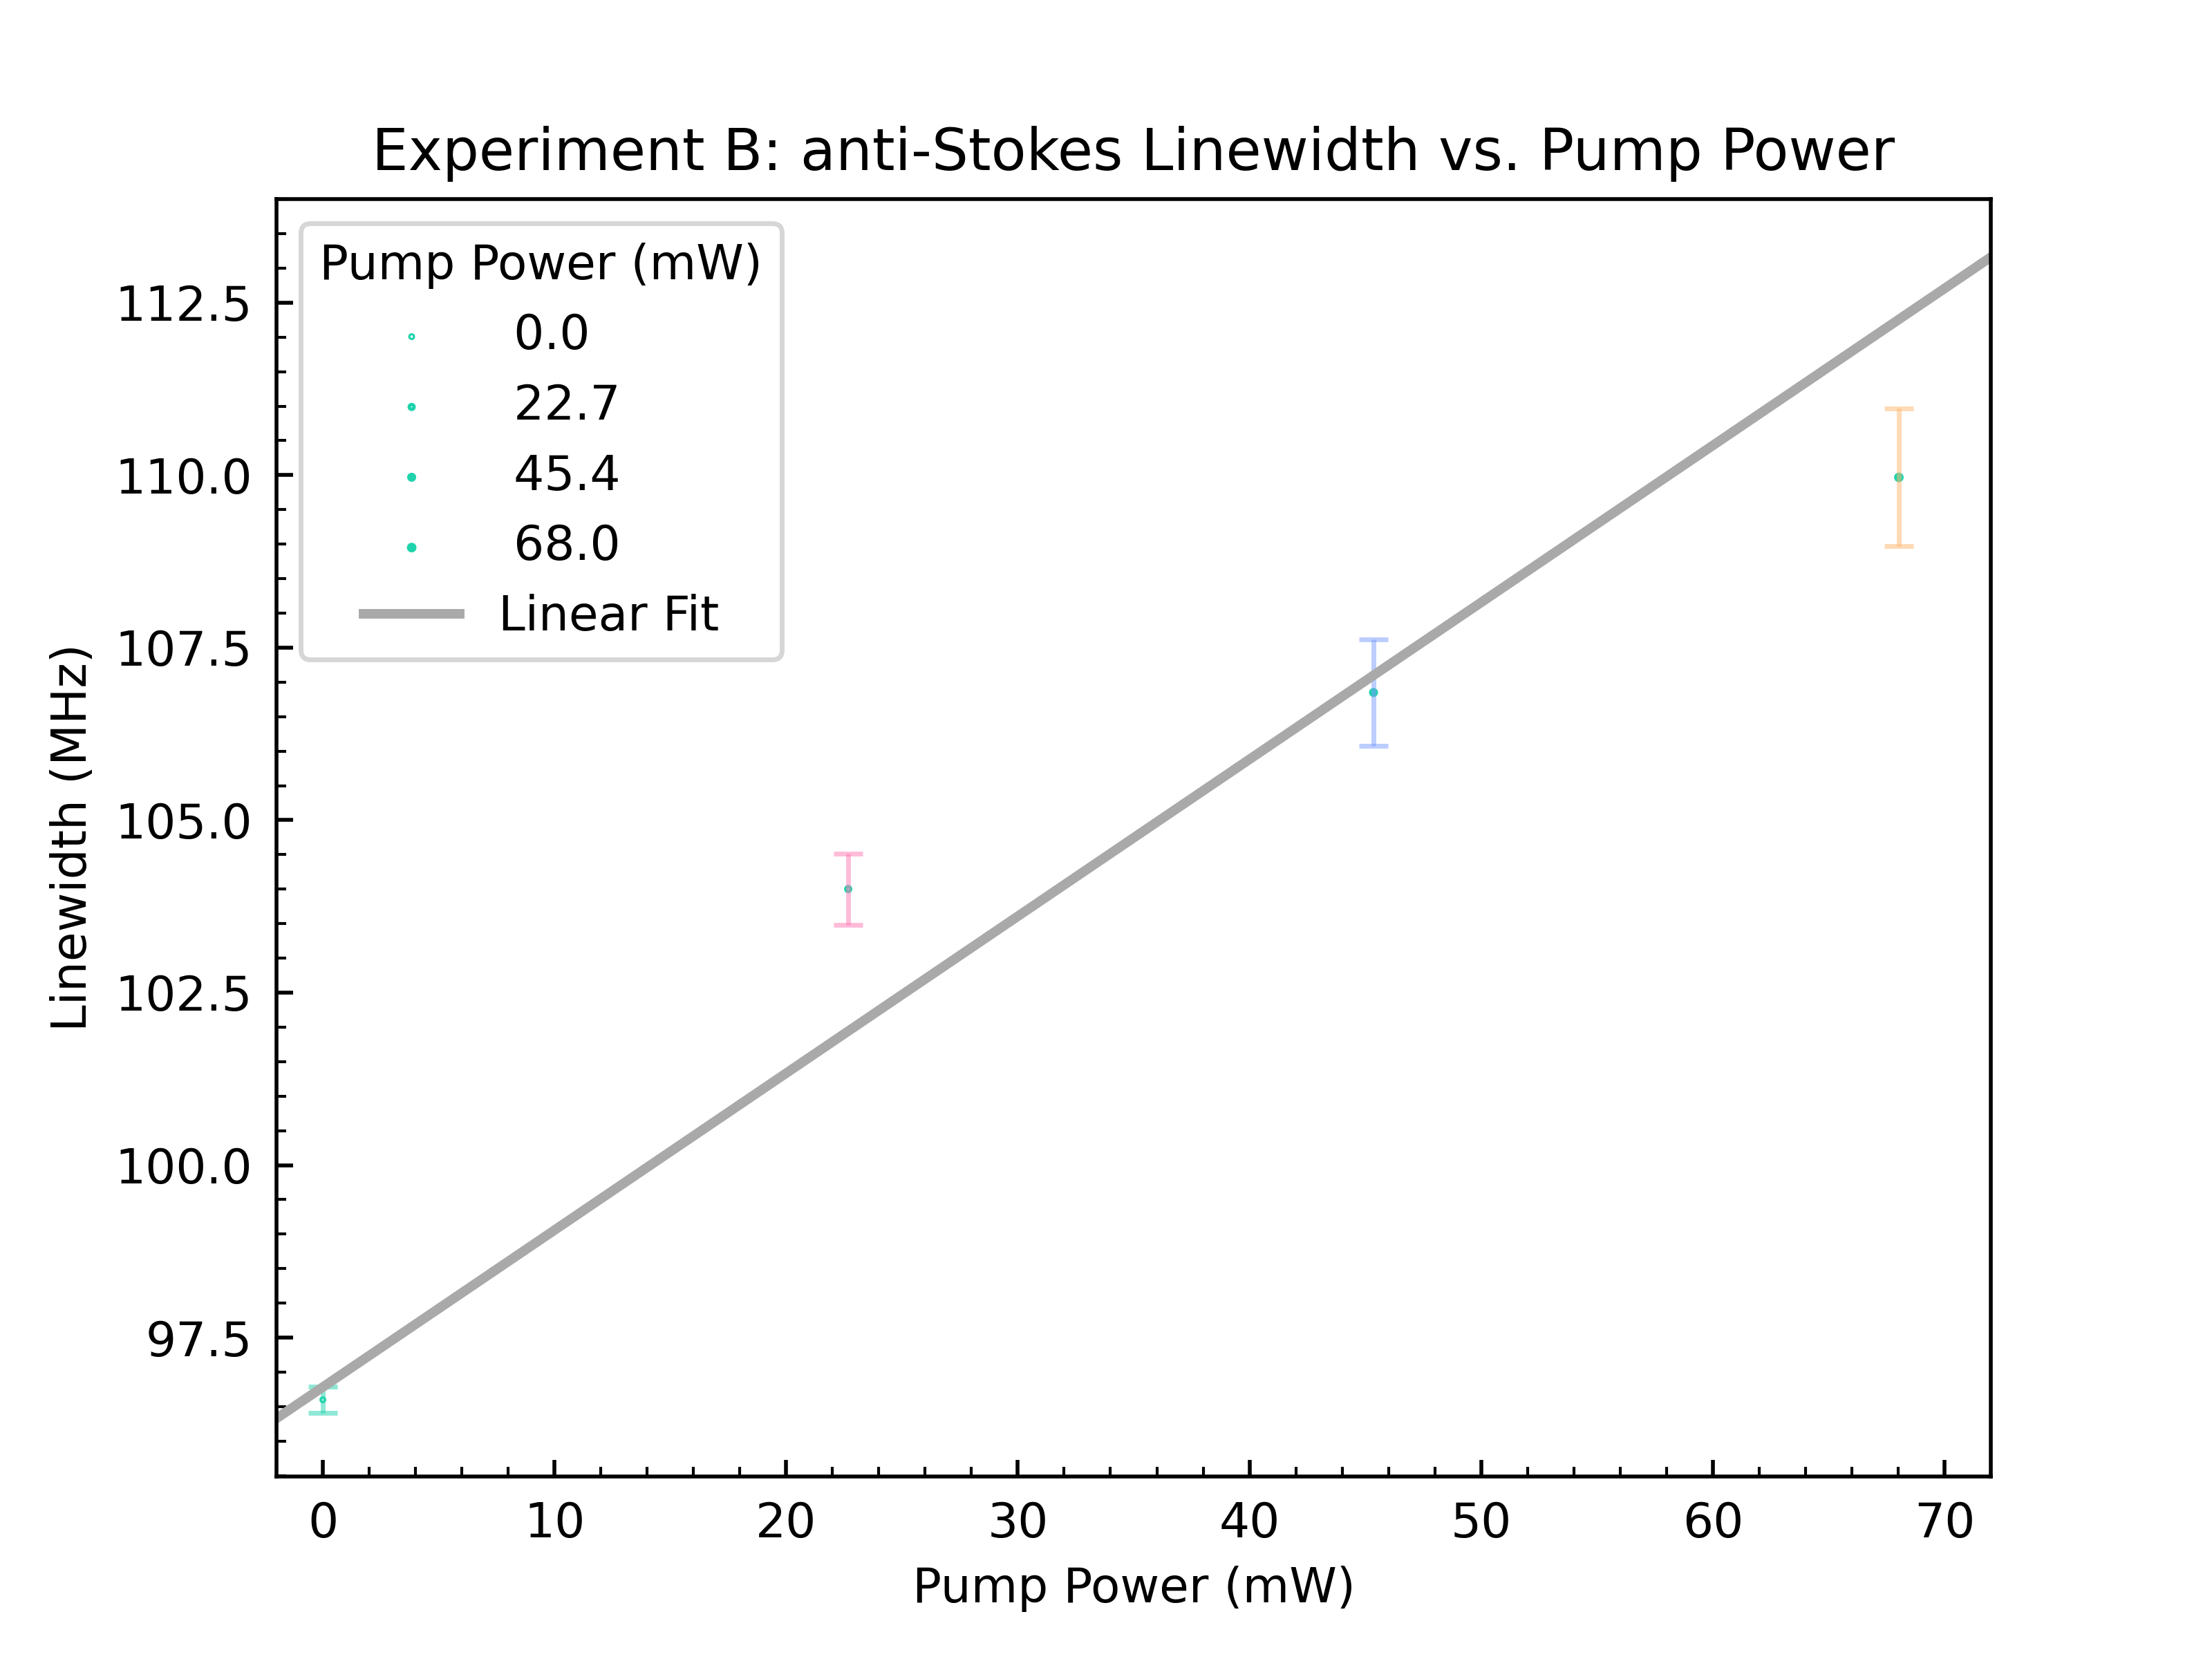 Experiment B: anti-Stokes Linewidth vs. Pump Power
Pump Power (mW)
0.0
22.7
45.4
68.0
Linear Fit
Linewidth (MHz)
112.5
110.0
107.5
105.0
102.5
100.0
97.5
0 10 20 30 40 50 60 70
Pump Power (mW)